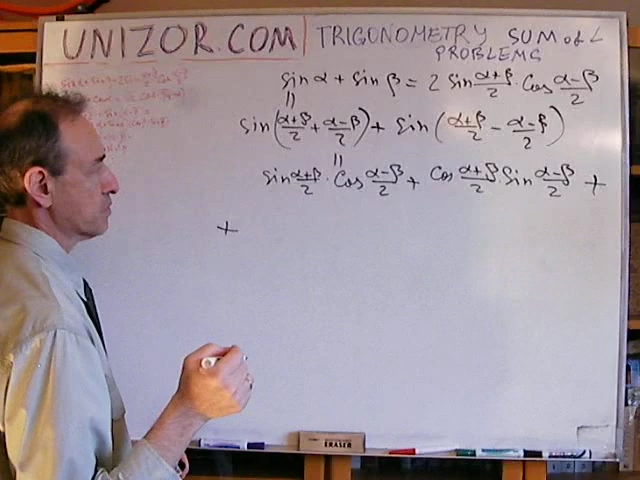 UNIZOR.COM TRIGONOMETRY SUM of L
PROBLEMS
sin α + sin β = 2 sin (α+β)/2 · cos (α−β)/2
=
sin((α+β)/2 + (α−β)/2) + sin((α+β)/2 − (α−β)/2)
=
sin (α+β)/2 · cos (α−β)/2 + cos (α+β)/2 · sin (α−β)/2 +
+
ERASER